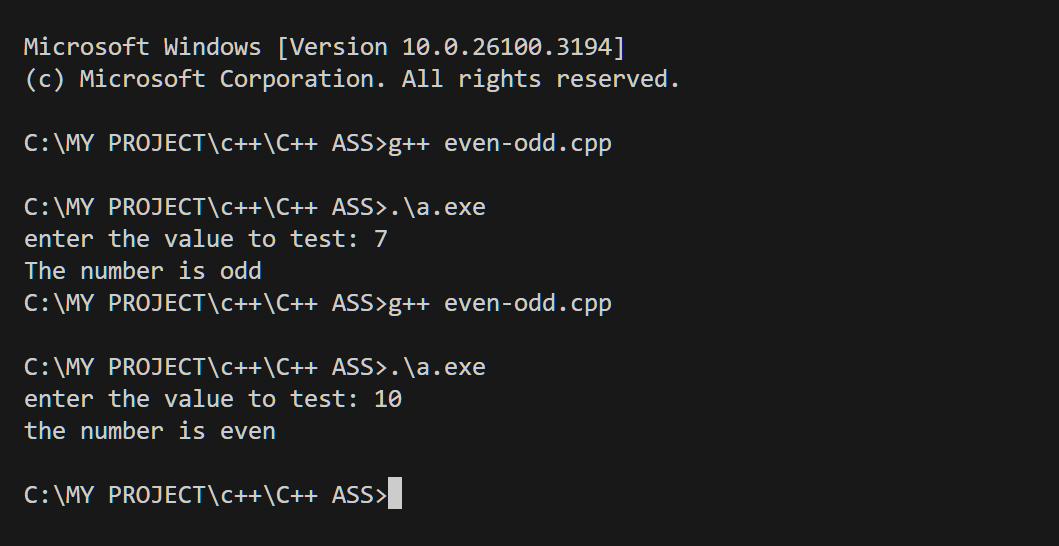 Microsoft Windows [Version 10.0.26100.3194]
(c) Microsoft Corporation. All rights reserved.
C:\MY PROJECT\c++\C++ ASS>g++ even-odd.cpp
C:\MY PROJECT\c++\C++ ASS>.\a.exe
enter the value to test: 7
The number is odd
C:\MY PROJECT\c++\C++ ASS>g++ even-odd.cpp
C:\MY PROJECT\c++\C++ ASS>.\a.exe
enter the value to test: 10
the number is even
C:\MY PROJECT\c++\C++ ASS>